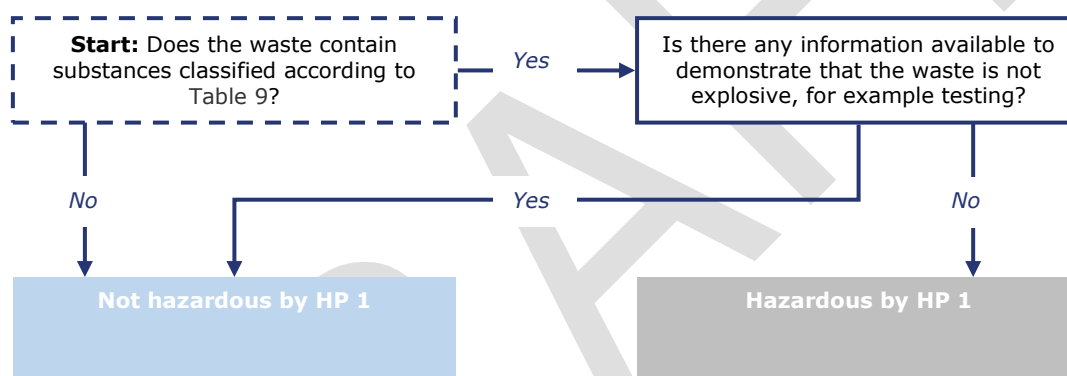 Start: Does the waste contain
substances classified according to
Table 9?
Yes
Is there any information available to
demonstrate that the waste is not
explosive, for example testing?
No
Yes
No
Not hazardous by HP 1
Hazardous by HP 1